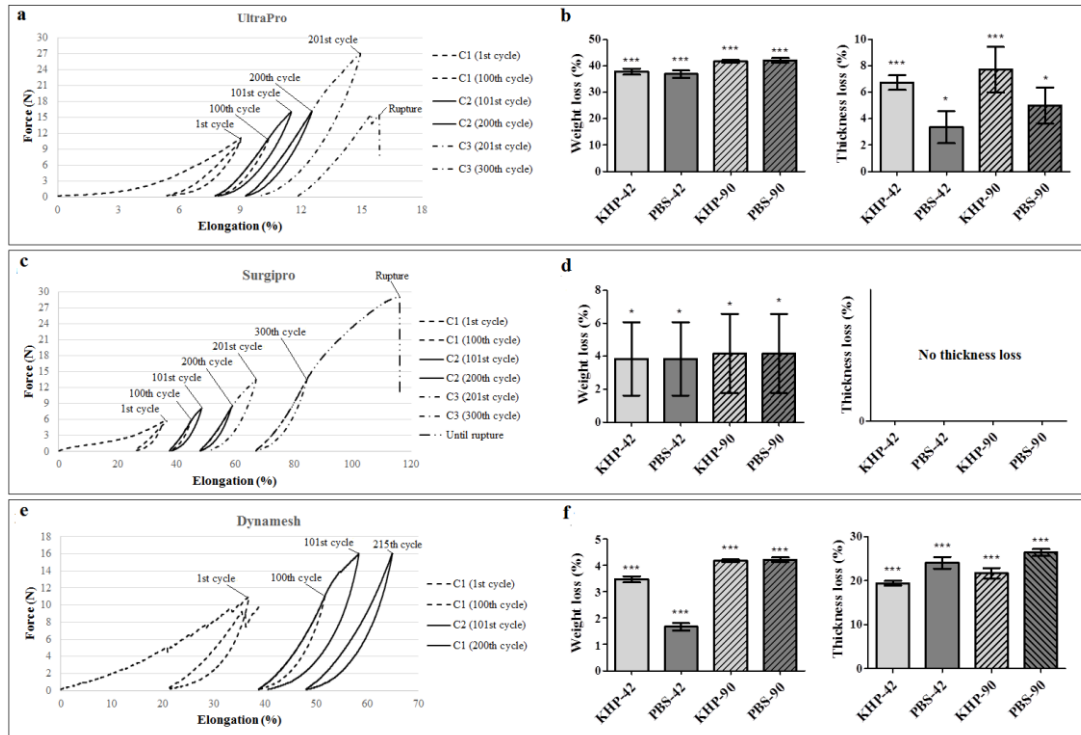 a
UltraPro
Force (N)
30
27
24
21
18
15
12
9
6
3
0
0 3 6 9 12 15 18
Elongation (%)
201st cycle
200th cycle
101st cycle
100th cycle
1st cycle
Rupture
C1 (1st cycle)
C1 (100th cycle)
C2 (101st cycle)
C2 (200th cycle)
C3 (201st cycle)
C3 (300th cycle)
b
Weight loss (%)
50
40
30
20
10
0
*** *** *** ***
KHP-42 PBS-42 KHP-90 PBS-90
Thickness loss (%)
10
8
6
4
2
0
*** * *** *
KHP-42 PBS-42 KHP-90 PBS-90
c
Surgipro
Force (N)
30
27
24
21
18
15
12
9
6
3
0
0 20 40 60 80 100 120
Elongation (%)
Rupture
300th cycle
201st cycle
200th cycle
101st cycle
100th cycle
1st cycle
C1 (1st cycle)
C1 (100th cycle)
C2 (101st cycle)
C2 (200th cycle)
C3 (201st cycle)
C3 (300th cycle)
Until rupture
d
Weight loss (%)
8
6
4
2
0
* * * *
KHP-42 PBS-42 KHP-90 PBS-90
Thickness loss (%)
0
No thickness loss
KHP-42 PBS-42 KHP-90 PBS-90
e
Dynamesh
Force (N)
18
16
14
12
10
8
6
4
2
0
0 10 20 30 40 50 60 70
Elongation (%)
101st cycle
215th cycle
1st cycle
100th cycle
C1 (1st cycle)
C1 (100th cycle)
C2 (101st cycle)
C1 (200th cycle)
f
Weight loss (%)
5
4
3
2
1
0
*** *** *** ***
KHP-42 PBS-42 KHP-90 PBS-90
Thickness loss (%)
30
20
10
0
*** *** *** ***
KHP-42 PBS-42 KHP-90 PBS-90